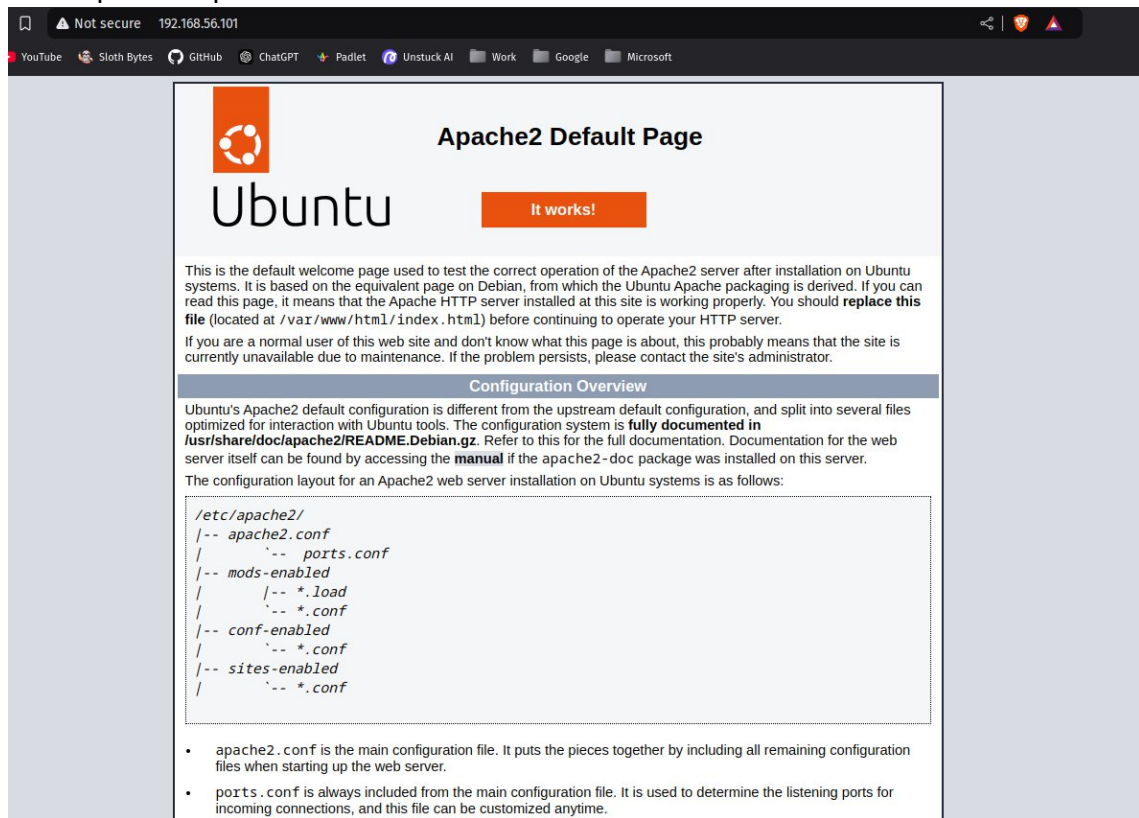 Not secure 192.168.56.101
YouTube Sloth Bytes GitHub ChatGPT Padlet Unstuck AI Work Google Microsoft
Apache2 Default Page
Ubuntu
It works!
This is the default welcome page used to test the correct operation of the Apache2 server after installation on Ubuntu
systems. It is based on the equivalent page on Debian, from which the Ubuntu Apache packaging is derived. If you can
read this page, it means that the Apache HTTP server installed at this site is working properly. You should replace this
file (located at /var/www/html/index.html) before continuing to operate your HTTP server.
If you are a normal user of this web site and don't know what this page is about, this probably means that the site is
currently unavailable due to maintenance. If the problem persists, please contact the site's administrator.
Configuration Overview
Ubuntu's Apache2 default configuration is different from the upstream default configuration, and split into several files
optimized for interaction with Ubuntu tools. The configuration system is fully documented in
/usr/share/doc/apache2/README.Debian.gz. Refer to this for the full documentation. Documentation for the web
server itself can be found by accessing the manual if the apache2-doc package was installed on this server.
The configuration layout for an Apache2 web server installation on Ubuntu systems is as follows:
/etc/apache2/
|-- apache2.conf
|       `--  ports.conf
|-- mods-enabled
|       |-- *.load
|       `-- *.conf
|-- conf-enabled
|       `-- *.conf
|-- sites-enabled
|       `-- *.conf
• apache2.conf is the main configuration file. It puts the pieces together by including all remaining configuration
files when starting up the web server.
• ports.conf is always included from the main configuration file. It is used to determine the listening ports for
incoming connections, and this file can be customized anytime.